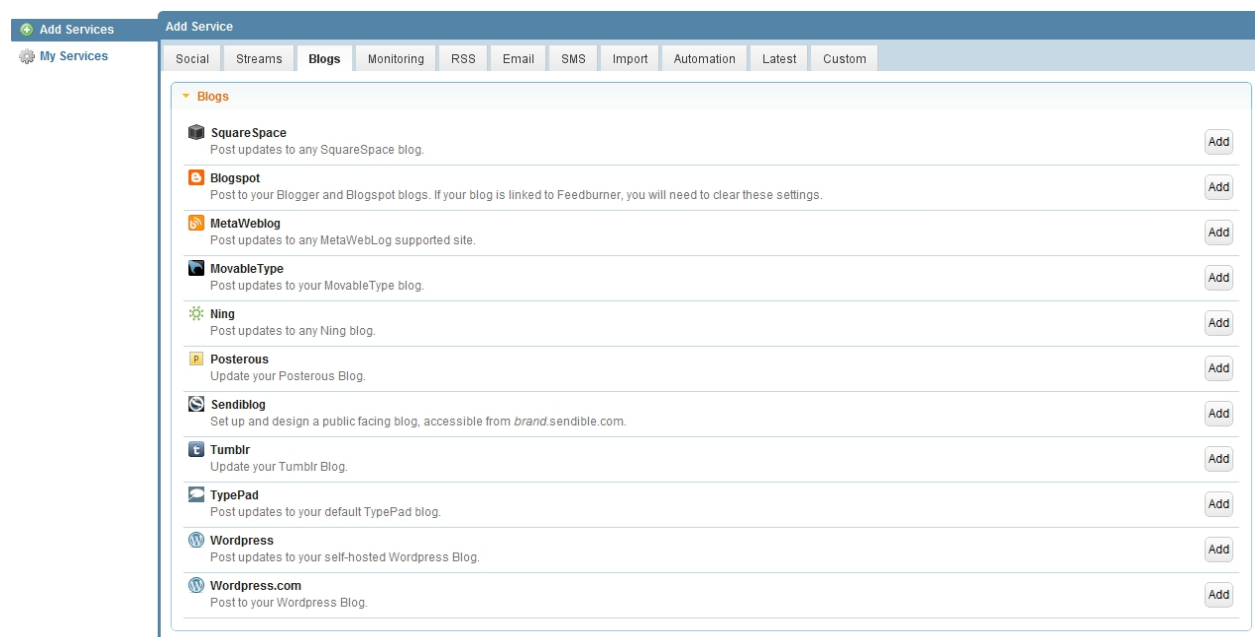 Add Services
My Services
Add Service
Social Streams Blogs Monitoring RSS Email SMS Import Automation Latest Custom
Blogs
SquareSpace
Post updates to any SquareSpace blog.
Add
Blogspot
Post to your Blogger and Blogspot blogs. If your blog is linked to Feedburner, you will need to clear these settings.
Add
MetaWeblog
Post updates to any MetaWebLog supported site.
Add
MovableType
Post updates to your MovableType blog.
Add
Ning
Post updates to any Ning blog.
Add
Posterous
Update your Posterous Blog.
Add
Sendiblog
Set up and design a public facing blog, accessible from brand.sendible.com.
Add
Tumblr
Update your Tumblr Blog.
Add
TypePad
Post updates to your default TypePad blog.
Add
Wordpress
Post updates to your self-hosted Wordpress Blog.
Add
Wordpress.com
Post to your Wordpress Blog.
Add